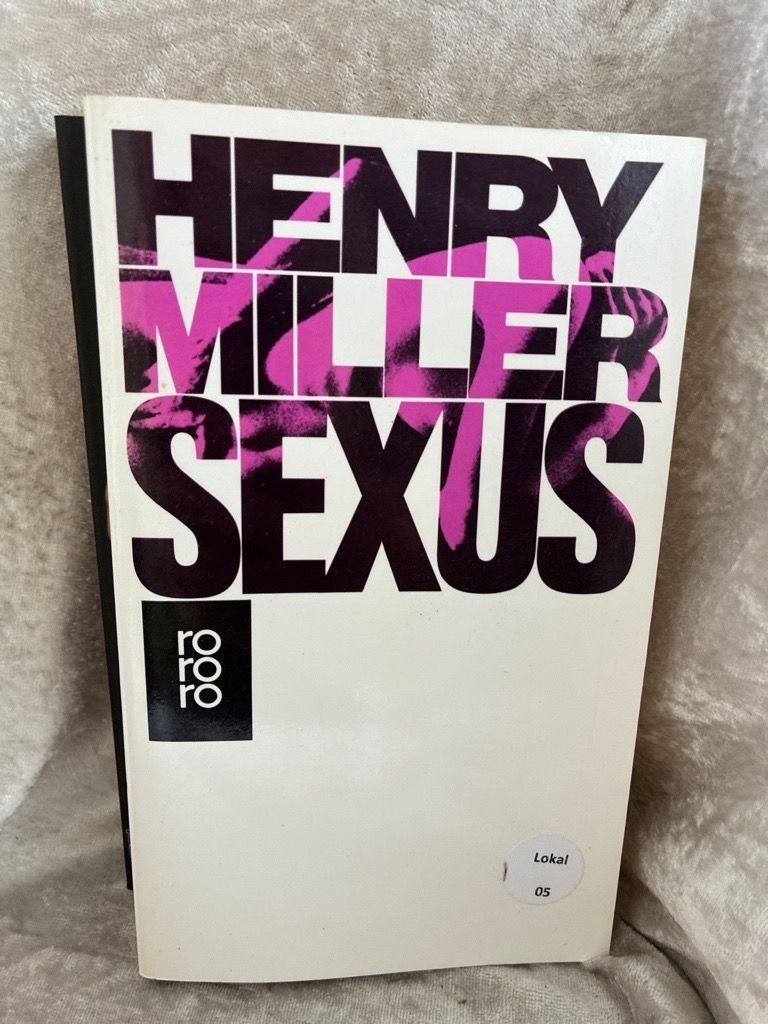 HENRY
MILLER
SEXUS
ro
ro
ro
Lokal
05